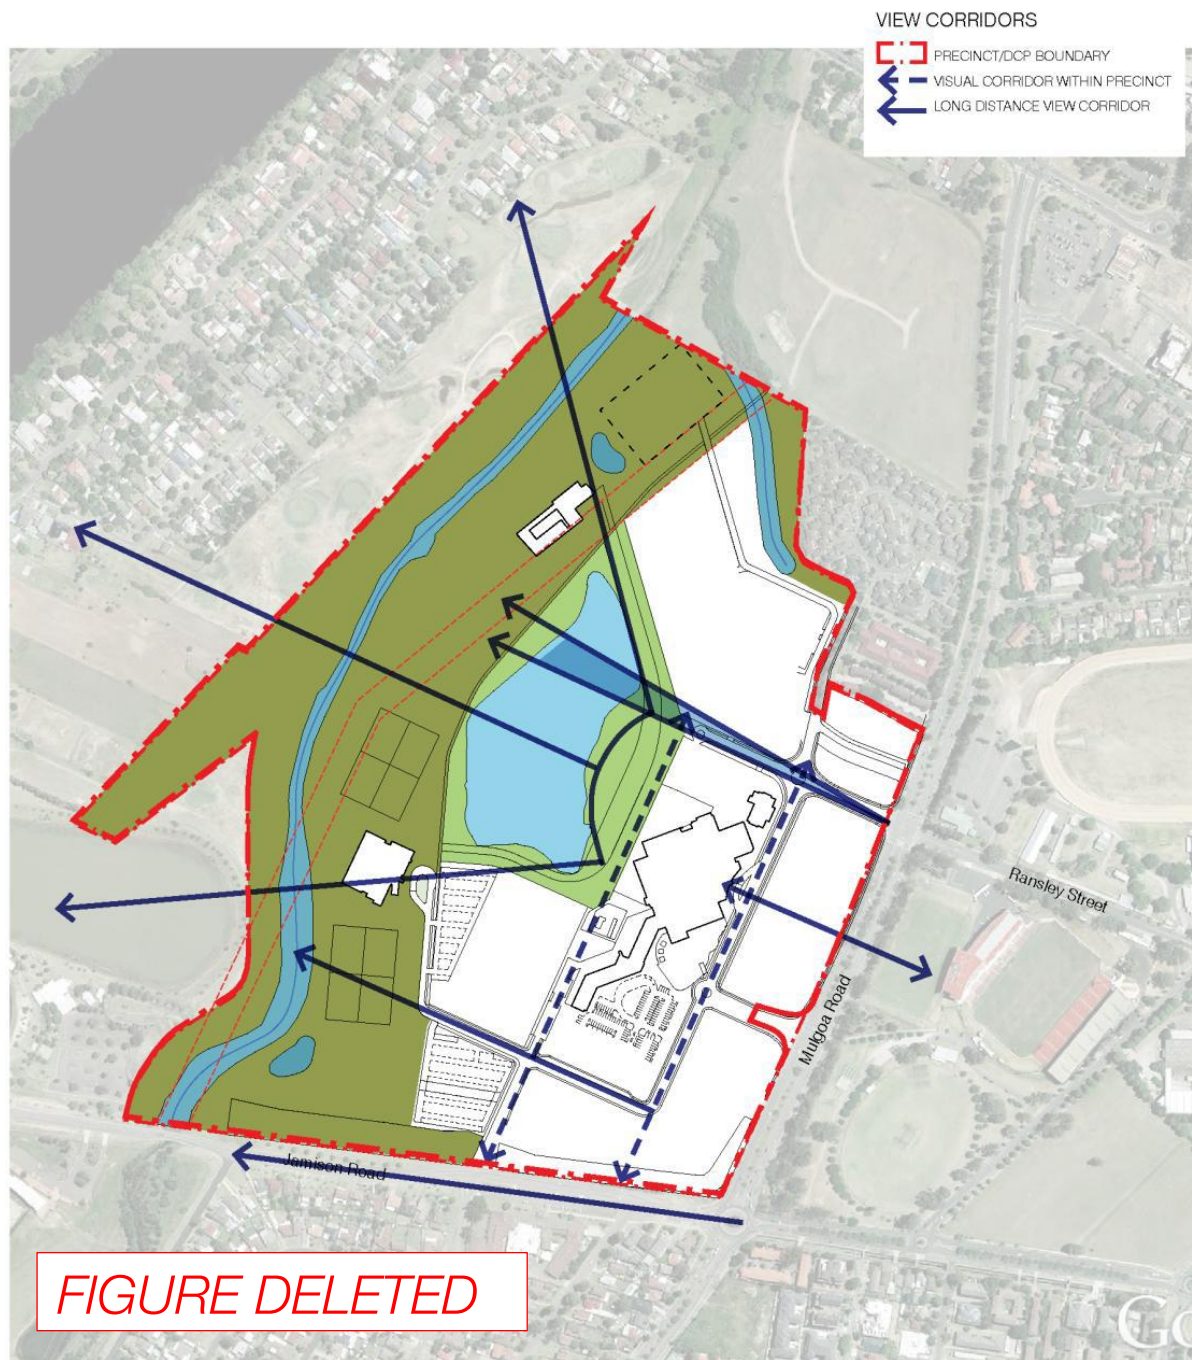 VIEW CORRIDORS
PRECINCT/DCP BOUNDARY
VISUAL CORRIDOR WITHIN PRECINCT
LONG DISTANCE VIEW CORRIDOR
Ransley Street
Mulgoa Road
Jamison Road
FIGURE DELETED